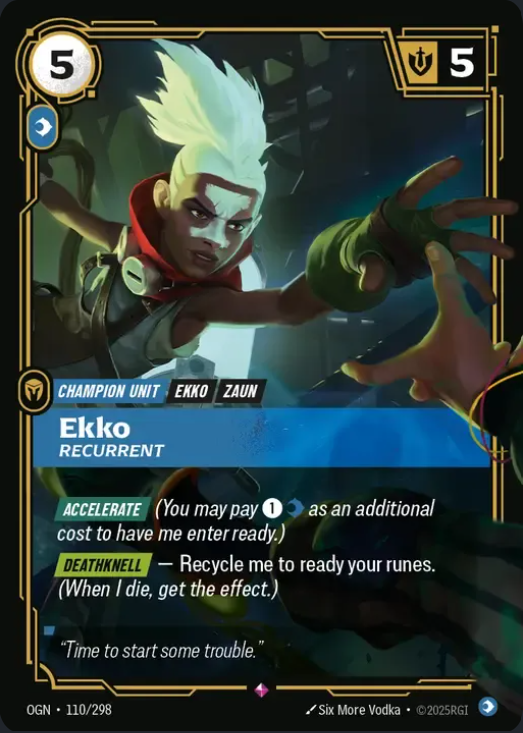 5
5
CHAMPION UNIT EKKO ZAUN
Ekko
RECURRENT
ACCELERATE (You may pay 1 as an additional
cost to have me enter ready.)
DEATHKNELL — Recycle me to ready your runes.
(When I die, get the effect.)
“Time to start some trouble.”
OGN • 110/298
Six More Vodka • ©2025RGI